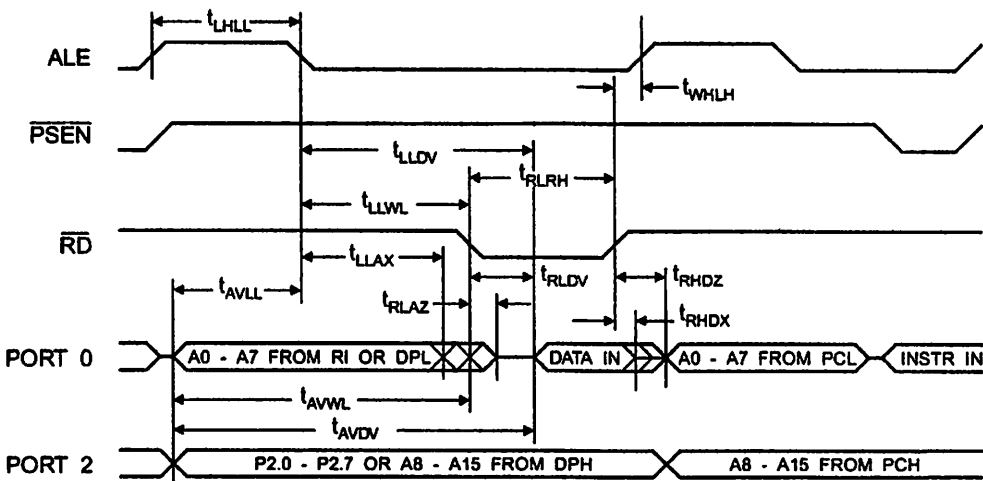 tLHLL
ALE
tWHLH
PSEN
tLLDV
tRLRH
tLLWL
RD
tLLAX
tRLDV
tRHDZ
tAVLL
tRLAZ
tRHDX
PORT 0
A0 - A7 FROM RI OR DPL
DATA IN
A0 - A7 FROM PCL
INSTR IN
tAVWL
tAVDV
PORT 2
P2.0 - P2.7 OR A8 - A15 FROM DPH
A8 - A15 FROM PCH